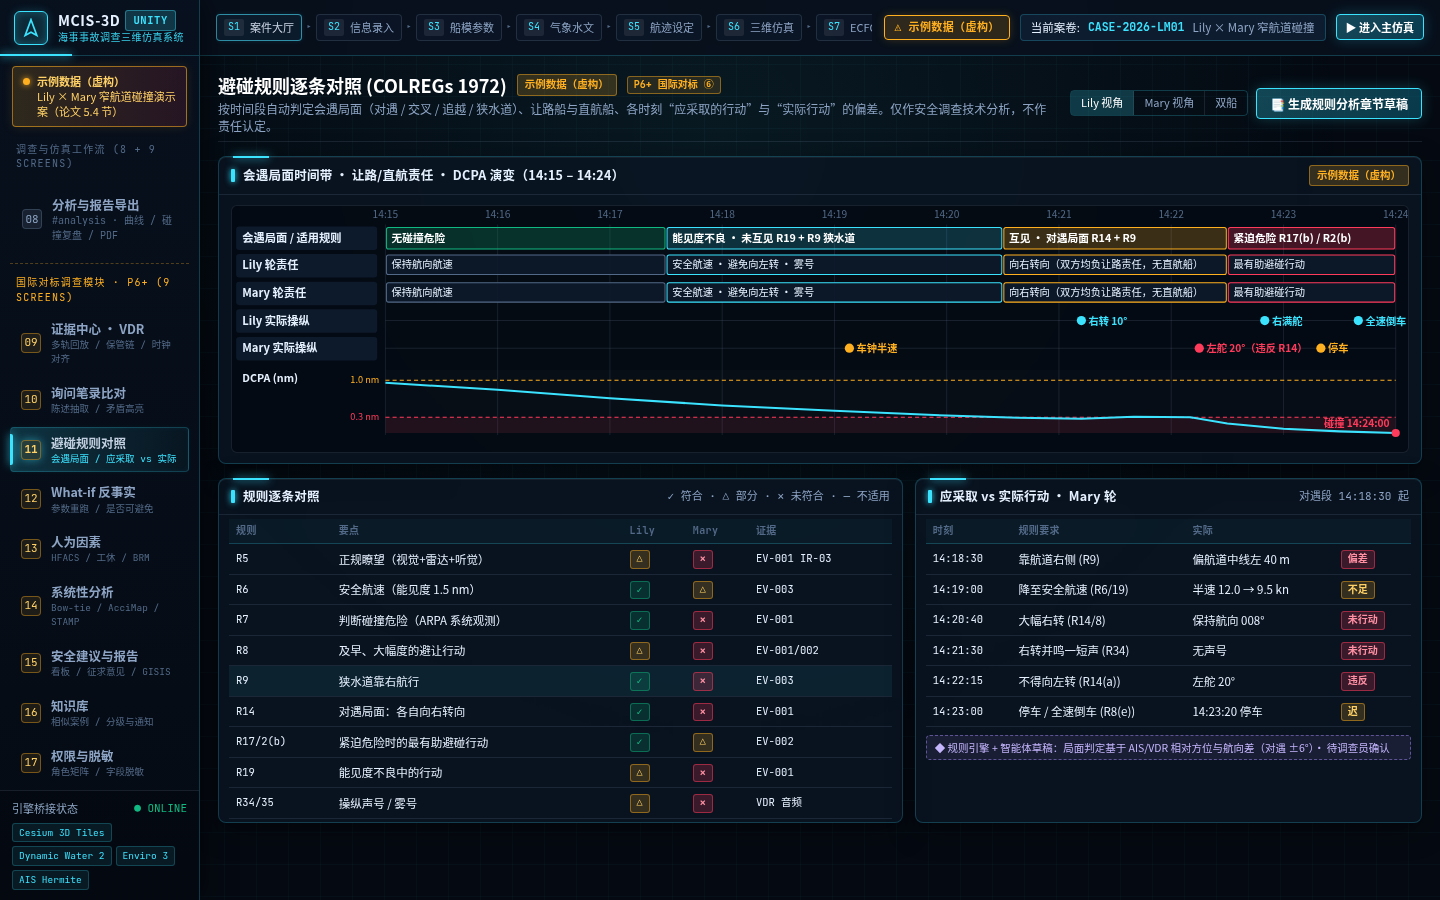 MCIS-3D UNITY
海事事故调查三维仿真系统
S1 案件大厅 ▸ S2 信息录入 ▸ S3 船模参数 ▸ S4 气象水文 ▸ S5 航迹设定 ▸ S6 三维仿真 ▸ S7
⚠ 示例数据（虚构）
当前案卷: CASE-2026-LM01 Lily × Mary 窄航道碰撞
▶ 进入主仿真
示例数据（虚构）
Lily × Mary 窄航道碰撞演示
案（论文 5.4 节）
调查与仿真工作流 (8 + 9
SCREENS)
08 分析与报告导出
#analysis · 曲线 / 碰
撞复盘 / PDF
国际对标调查模块 · P6+ (9
SCREENS)
09 证据中心 · VDR
多轨回放 / 保管链 / 时钟
对齐
10 询问笔录比对
陈述抽取 / 矛盾高亮
11 避碰规则对照
会遇局面 / 应采取 vs 实际
12 What-if 反事实
参数重跑 / 是否可避免
13 人为因素
HFACS / 工休 / BRM
14 系统性分析
Bow-tie / AcciMap /
STAMP
15 安全建议与报告
看板 / 征求意见 / GISIS
16 知识库
相似案例 / 分级与通知
17 权限与脱敏
角色矩阵 / 字段脱敏
引擎桥接状态 ● ONLINE
Cesium 3D Tiles
Dynamic Water 2 Enviro 3
AIS Hermite
避碰规则逐条对照 (COLREGs 1972) 示例数据（虚构） P6+ 国际对标 ⑥
按时间段自动判定会遇局面（对遇 / 交叉 / 追越 / 狭水道）、让路船与直航船、各时刻“应采取的行动”与“实际行动”的偏差。仅作安全调查技术分析，不作
责任认定。
Lily 视角 Mary 视角 双船
📑 生成规则分析章节草稿
会遇局面时间带 · 让路/直航责任 · DCPA 演变（14:15 – 14:24）
示例数据（虚构）
14:15 14:16 14:17 14:18 14:19 14:20 14:21 14:22 14:23 14:24
会遇局面 / 适用规则 无碰撞危险 能见度不良 · 未互见 R19 + R9 狭水道 互见 · 对遇局面 R14 + R9 紧迫危险 R17(b) / R2(b)
Lily 轮责任 保持航向航速 安全航速 · 避免向左转 · 雾号 向右转向（双方均负让路责任，无直航船） 最有助避碰行动
Mary 轮责任 保持航向航速 安全航速 · 避免向左转 · 雾号 向右转向（双方均负让路责任，无直航船） 最有助避碰行动
Lily 实际操纵 右转 10° 右满舵 全速倒车
Mary 实际操纵 车钟半速 左舵 20°（违反 R14） 停车
DCPA (nm) 1.0 nm
0.3 nm
碰撞 14:24:00
规则逐条对照
✓ 符合 · △ 部分 · × 未符合 · — 不适用
规则 要点 Lily Mary 证据
R5 正规瞭望（视觉+雷达+听觉） △ × EV-001 IR-03
R6 安全航速（能见度 1.5 nm） ✓ △ EV-003
R7 判断碰撞危险（ARPA 系统观测） ✓ × EV-001
R8 及早、大幅度的避让行动 △ × EV-001/002
R9 狭水道靠右航行 ✓ × EV-003
R14 对遇局面：各自向右转向 ✓ × EV-001
R17/2(b) 紧迫危险时的最有助避碰行动 ✓ △ EV-002
R19 能见度不良中的行动 △ × EV-001
R34/35 操纵声号 / 雾号 △ × VDR 音频
应采取 vs 实际行动 · Mary 轮
对遇段 14:18:30 起
时刻 规则要求 实际
14:18:30 靠航道右侧 (R9) 偏航道中线左 40 m 偏差
14:19:00 降至安全航速 (R6/19) 半速 12.0 → 9.5 kn 不足
14:20:40 大幅右转 (R14/8) 保持航向 008° 未行动
14:21:30 右转并鸣一短声 (R34) 无声号 未行动
14:22:15 不得向左转 (R14(a)) 左舵 20° 违反
14:23:00 停车 / 全速倒车 (R8(e)) 14:23:20 停车 迟
◆ 规则引擎 + 智能体草稿：局面判定基于 AIS/VDR 相对方位与航向差（对遇 ±6°）· 待调查员确认